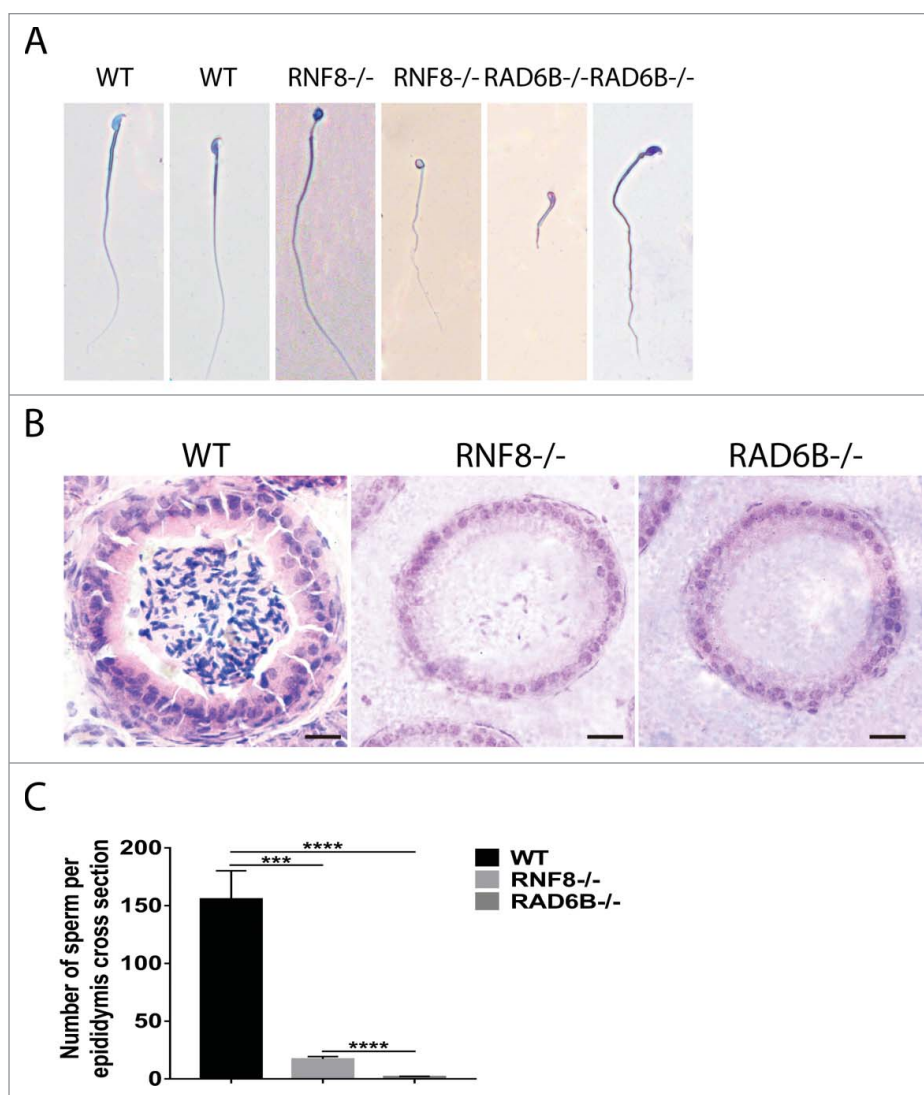 A
WT WT RNF8-/- RNF8-/- RAD6B-/- RAD6B-/-
B
WT RNF8-/- RAD6B-/-
C
Number of sperm per
epididymis cross section
200
150
100
50
0
****
***
****
WT
RNF8-/-
RAD6B-/-